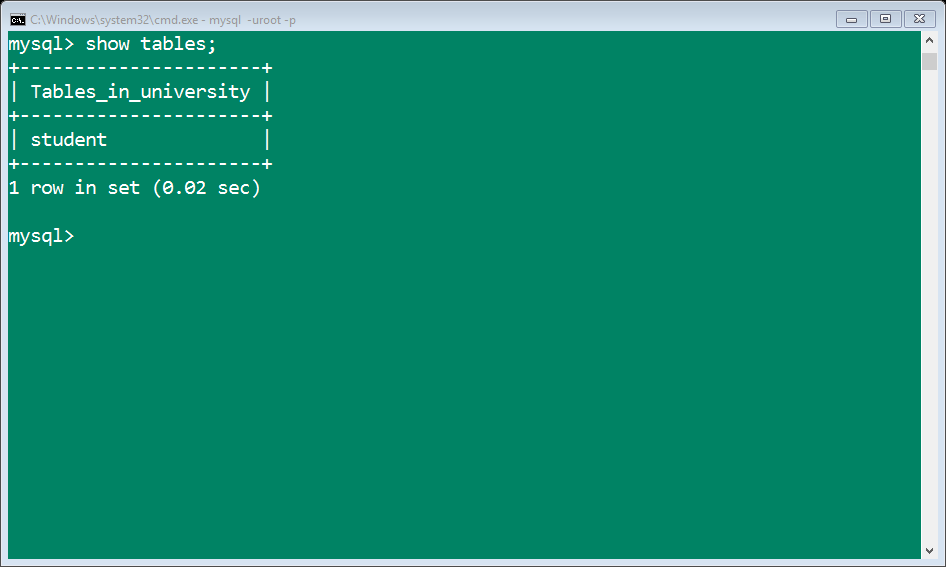 C:\Windows\system32\cmd.exe - mysql  -uroot -p
mysql> show tables;
+----------------------+
| Tables_in_university |
+----------------------+
| student              |
+----------------------+
1 row in set (0.02 sec)
mysql>